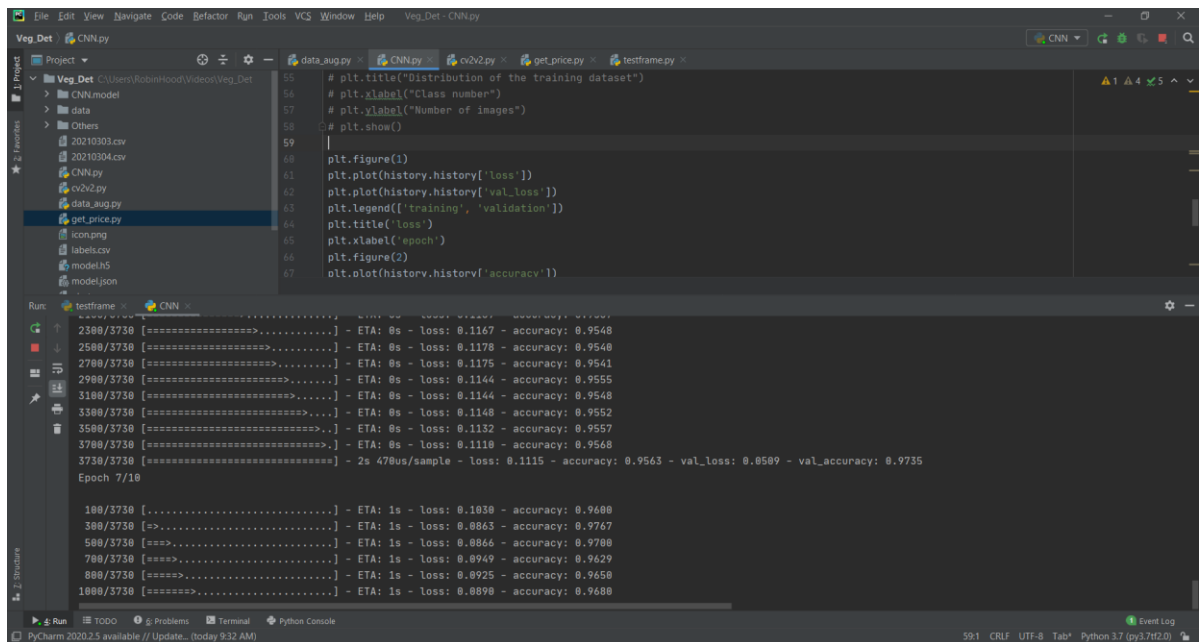 File Edit View Navigate Code Refactor Run Tools VCS Window Help Veg_Det - CNN.py
Veg_Det CNN.py
CNN
Project
data_aug.py CNN.py cv2v2.py get_price.py testframe.py
1: Project
2: Favorites
Z: Structure
Veg_Det C:\Users\RobinHood\Videos\Veg_Det
CNN.model
data
Others
20210303.csv
20210304.csv
CNN.py
cv2v2.py
data_aug.py
get_price.py
icon.png
labels.csv
model.h5
model.json
55 # plt.title("Distribution of the training dataset")
56 # plt.xlabel("Class number")
57 # plt.ylabel("Number of images")
58 # plt.show()
59
60 plt.figure(1)
61 plt.plot(history.history['loss'])
62 plt.plot(history.history['val_loss'])
63 plt.legend(['training', 'validation'])
64 plt.title('loss')
65 plt.xlabel('epoch')
66 plt.figure(2)
67 plt.plot(history.history['accuracy'])
1 4 5
Run: testframe CNN
2300/3730 [==================>............] - ETA: 0s - loss: 0.1167 - accuracy: 0.9548
2500/3730 [====================>..........] - ETA: 0s - loss: 0.1178 - accuracy: 0.9540
2700/3730 [=====================>.........] - ETA: 0s - loss: 0.1175 - accuracy: 0.9541
2900/3730 [=======================>.......] - ETA: 0s - loss: 0.1144 - accuracy: 0.9555
3100/3730 [========================>......] - ETA: 0s - loss: 0.1144 - accuracy: 0.9548
3300/3730 [==========================>....] - ETA: 0s - loss: 0.1148 - accuracy: 0.9552
3500/3730 [===========================>..] - ETA: 0s - loss: 0.1132 - accuracy: 0.9557
3700/3730 [============================>.] - ETA: 0s - loss: 0.1110 - accuracy: 0.9568
3730/3730 [==============================] - 2s 470us/sample - loss: 0.1115 - accuracy: 0.9563 - val_loss: 0.0509 - val_accuracy: 0.9735
Epoch 7/10
100/3730 [..............................] - ETA: 1s - loss: 0.1030 - accuracy: 0.9600
300/3730 [=>............................] - ETA: 1s - loss: 0.0863 - accuracy: 0.9767
500/3730 [===>..........................] - ETA: 1s - loss: 0.0866 - accuracy: 0.9700
700/3730 [====>.........................] - ETA: 1s - loss: 0.0949 - accuracy: 0.9629
800/3730 [=====>........................] - ETA: 1s - loss: 0.0925 - accuracy: 0.9650
1000/3730 [=======>......................] - ETA: 1s - loss: 0.0890 - accuracy: 0.9680
4: Run TODO 6: Problems Terminal Python Console 1 Event Log
PyCharm 2020.2.5 available // Update... (today 9:32 AM) 59:1 CRLF UTF-8 Tab* Python 3.7 (py3.7tf2.0)